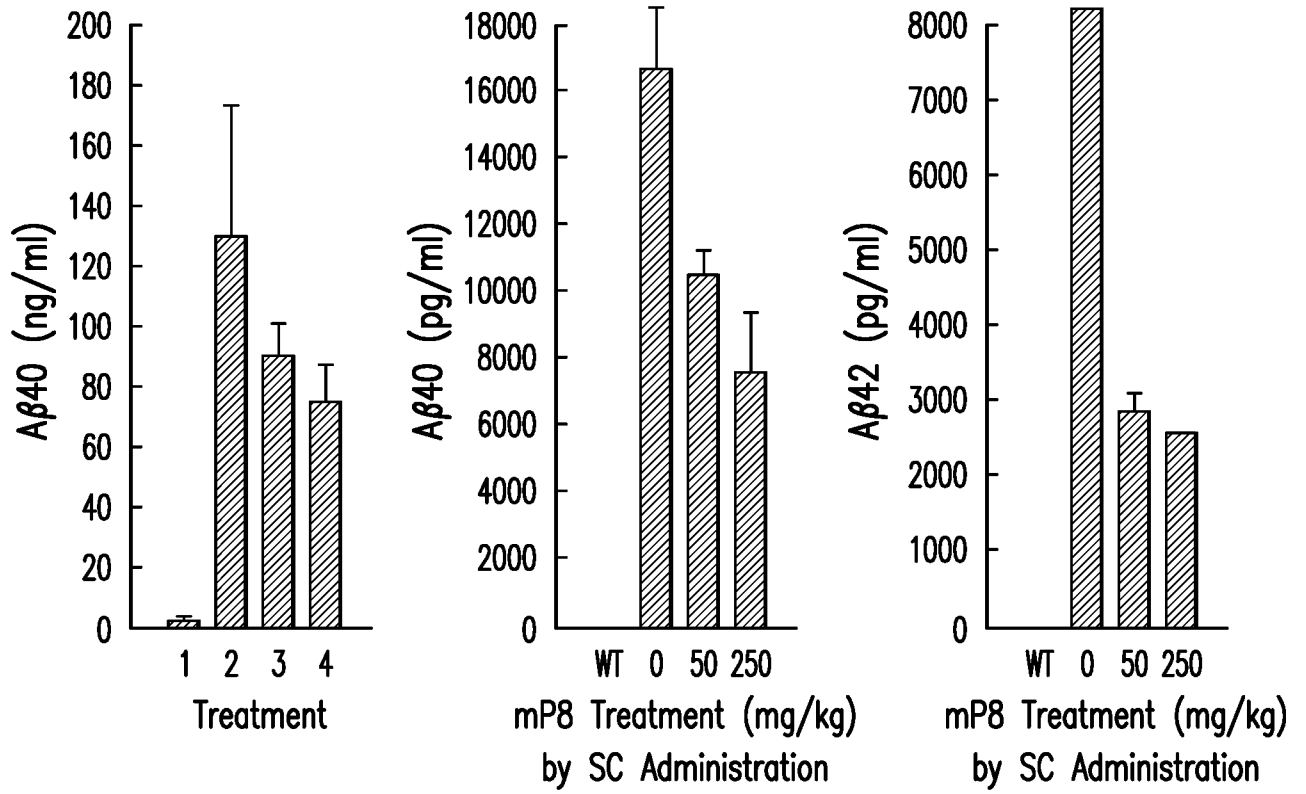 Aβ40 (ng/ml)
200
180
160
140
120
100
80
60
40
20
0
1 2 3 4
Treatment
Aβ40 (pg/ml)
18000
16000
14000
12000
10000
8000
6000
4000
2000
0
WT 0 50 250
mP8 Treatment (mg/kg)
by SC Administration
Aβ42 (pg/ml)
8000
7000
6000
5000
4000
3000
2000
1000
0
WT 0 50 250
mP8 Treatment (mg/kg)
by SC Administration